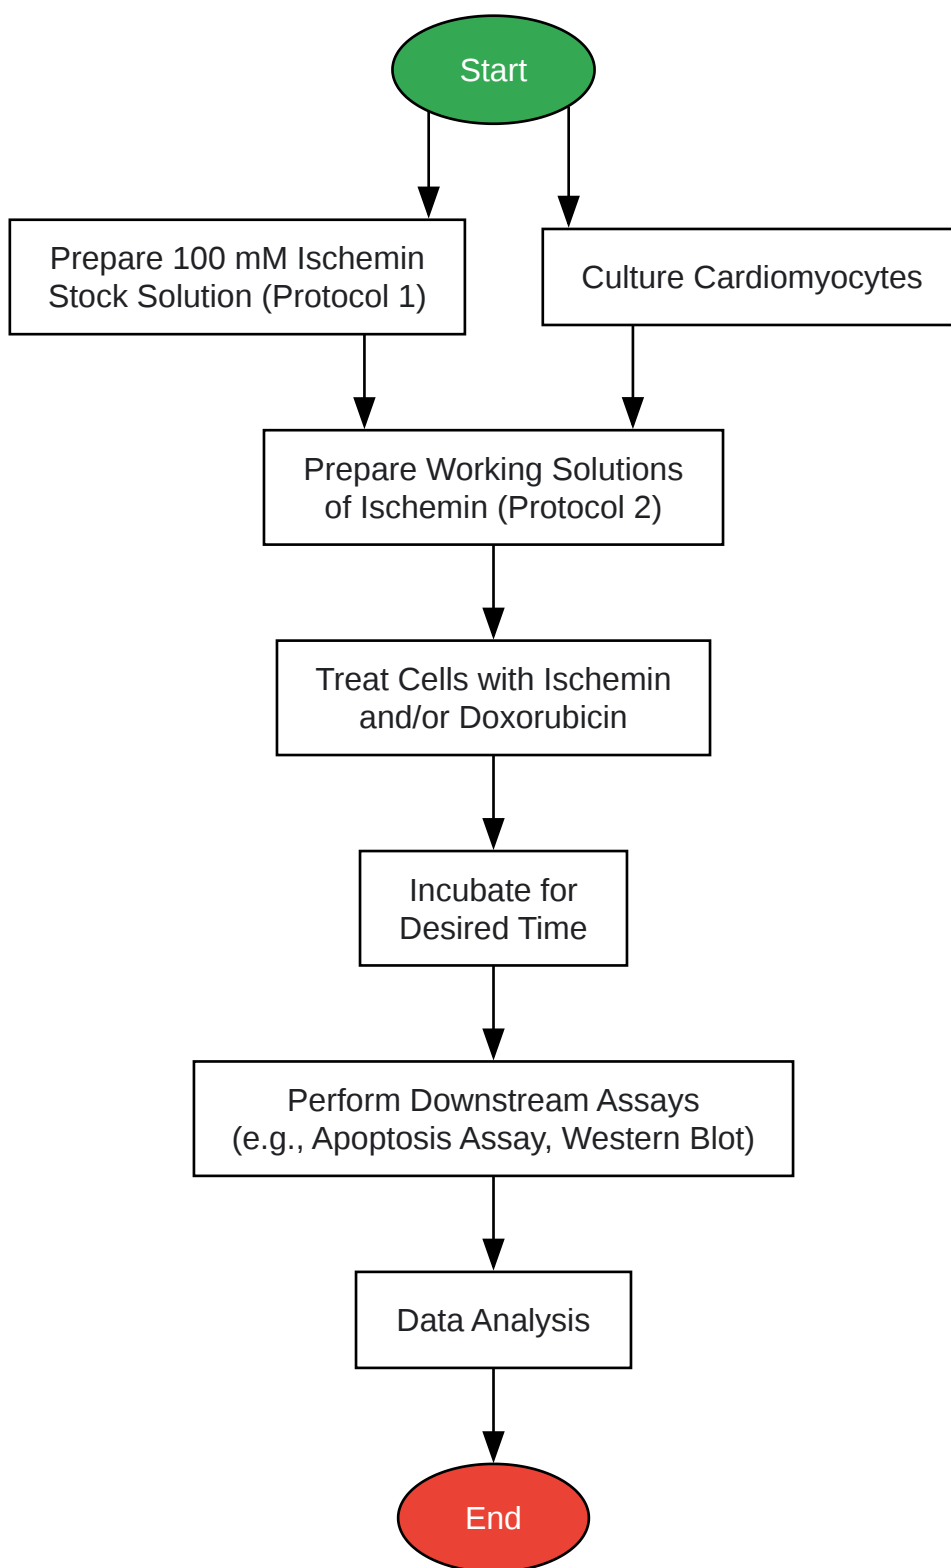 Start
Prepare 100 mM Ischemin
Stock Solution (Protocol 1)
Culture Cardiomyocytes
Prepare Working Solutions
of Ischemin (Protocol 2)
Treat Cells with Ischemin
and/or Doxorubicin
Incubate for
Desired Time
Perform Downstream Assays
(e.g., Apoptosis Assay, Western Blot)
Data Analysis
End